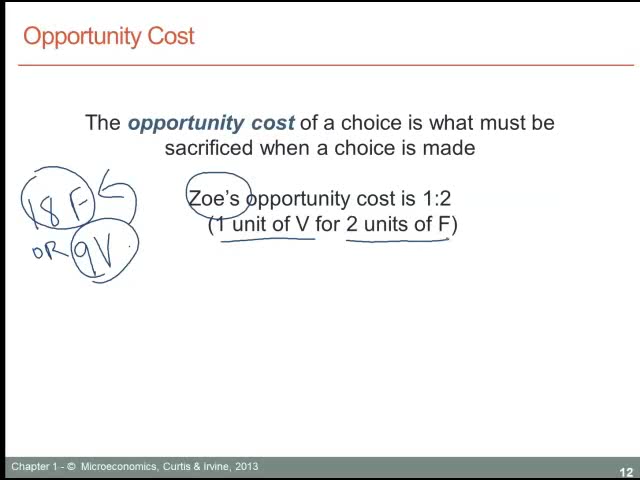 Opportunity Cost
The opportunity cost of a choice is what must be
sacrificed when a choice is made
18 F
OR 9V
Zoe's opportunity cost is 1:2
(1 unit of V for 2 units of F)
Chapter 1 - © Microeconomics, Curtis & Irvine, 2013
12